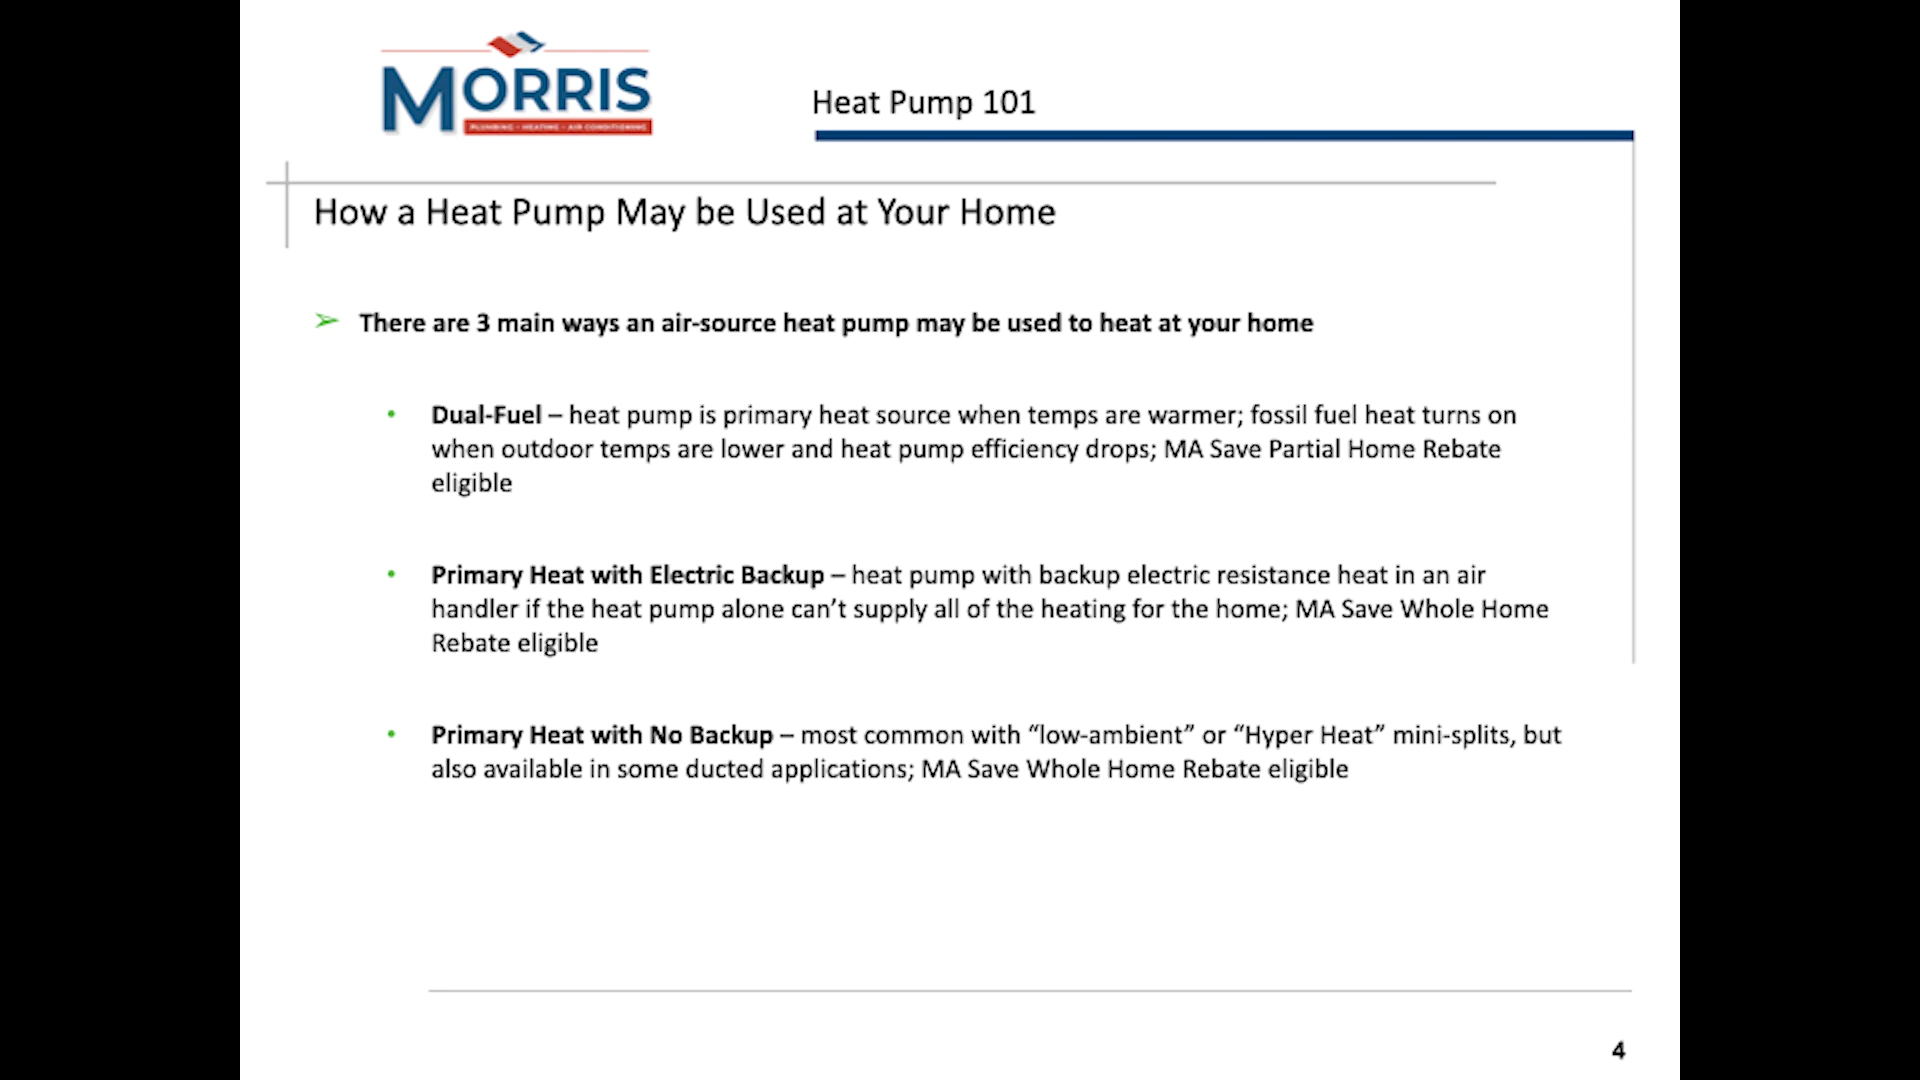 MORRIS
PLUMBING • HEATING • AIR CONDITIONING
Heat Pump 101
How a Heat Pump May be Used at Your Home
➢ There are 3 main ways an air-source heat pump may be used to heat at your home
• Dual-Fuel – heat pump is primary heat source when temps are warmer; fossil fuel heat turns on
when outdoor temps are lower and heat pump efficiency drops; MA Save Partial Home Rebate
eligible
• Primary Heat with Electric Backup – heat pump with backup electric resistance heat in an air
handler if the heat pump alone can’t supply all of the heating for the home; MA Save Whole Home
Rebate eligible
• Primary Heat with No Backup – most common with “low-ambient” or “Hyper Heat” mini-splits, but
also available in some ducted applications; MA Save Whole Home Rebate eligible
4